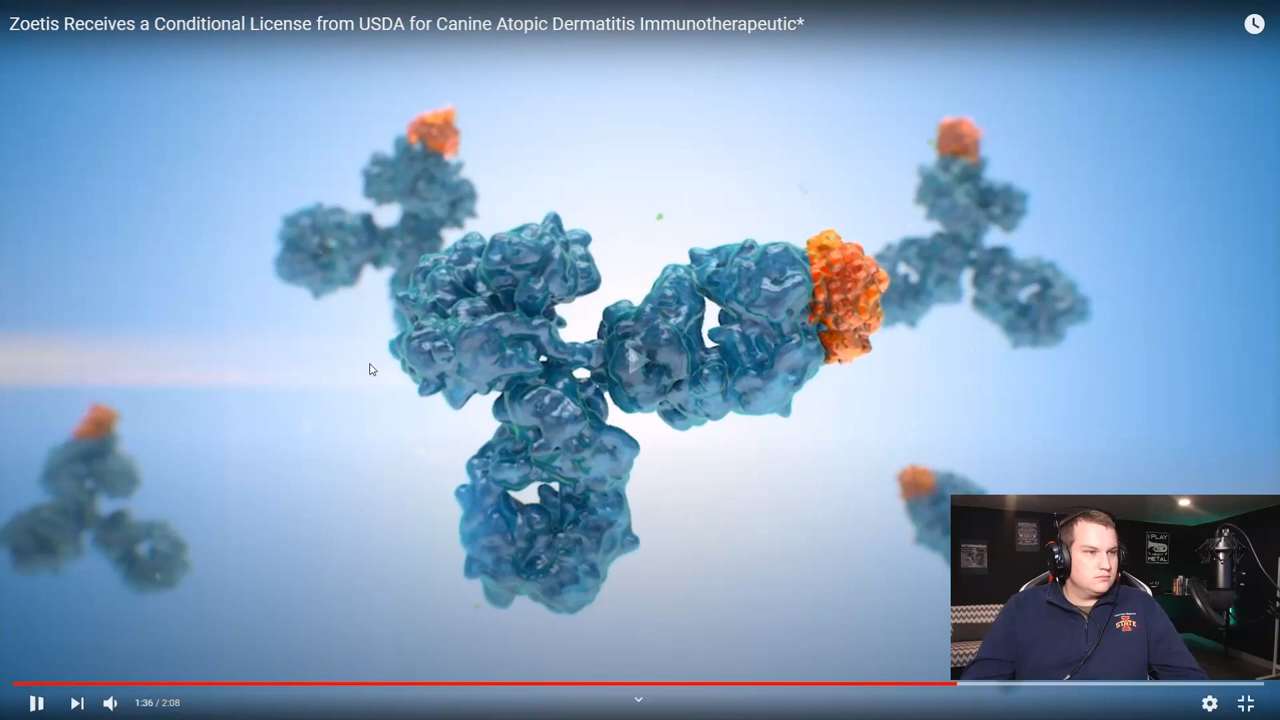 Zoetis Receives a Conditional License from USDA for Canine Atopic Dermatitis Immunotherapeutic*
I PLAY
METAL
STATE
1:36 / 2:08